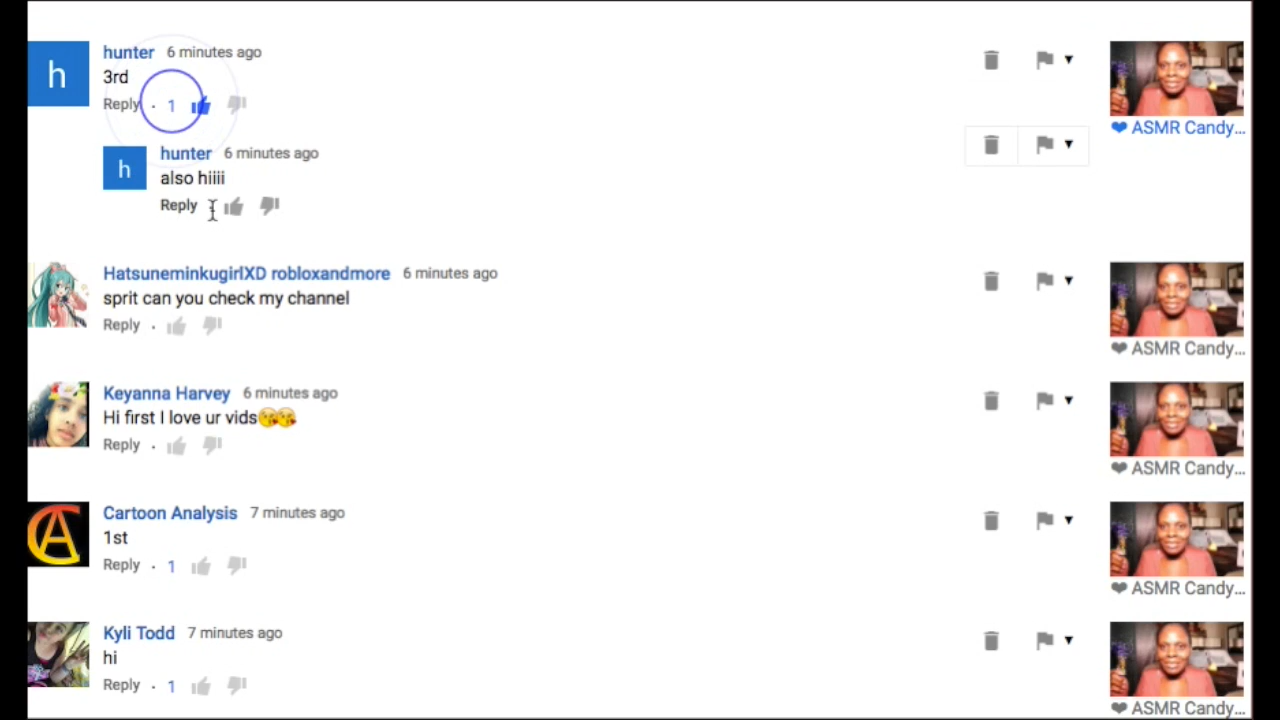 h
hunter 6 minutes ago
3rd
Reply · 1
❤ ASMR Candy...
h
hunter 6 minutes ago
also hiiii
Reply
HatsuneminkugirlXD robloxandmore 6 minutes ago
sprit can you check my channel
Reply ·
❤ ASMR Candy...
Keyanna Harvey 6 minutes ago
Hi first I love ur vids😘😘
Reply ·
❤ ASMR Candy...
CA
Cartoon Analysis 7 minutes ago
1st
Reply · 1
❤ ASMR Candy...
Kyli Todd 7 minutes ago
hi
Reply · 1
❤ ASMR Candy...